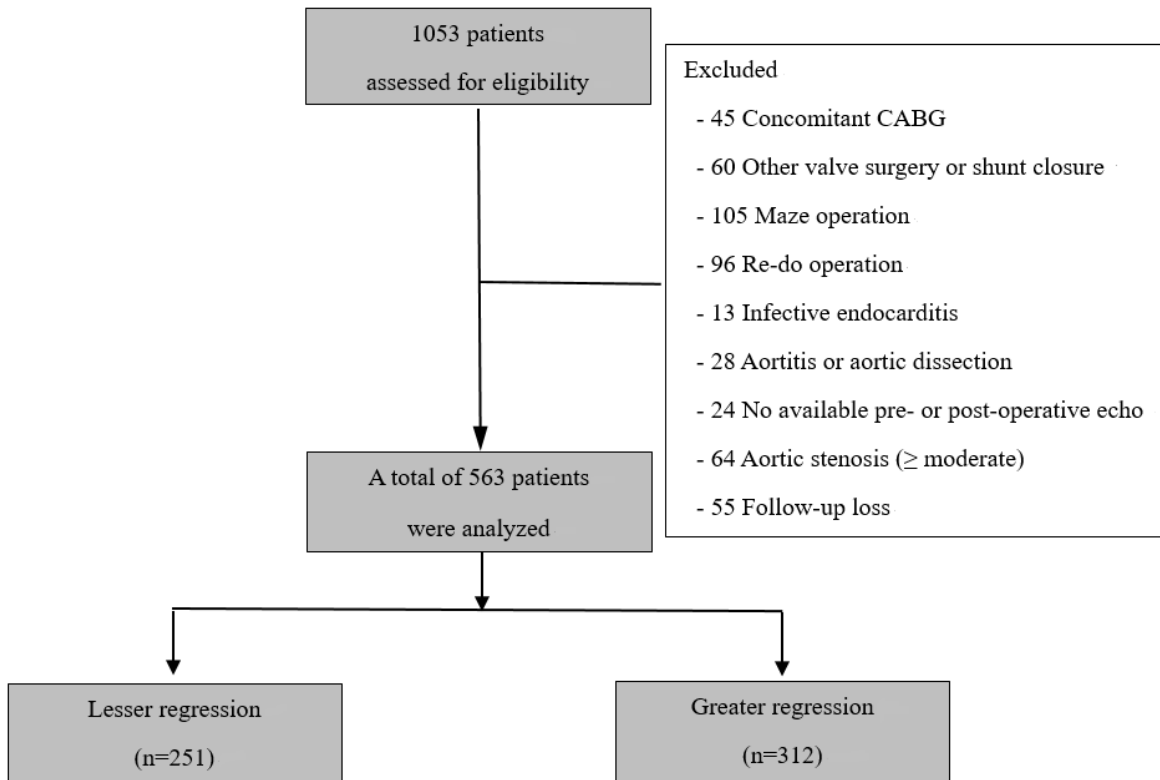 1053 patients
assessed for eligibility
Excluded
- 45 Concomitant CABG
- 60 Other valve surgery or shunt closure
- 105 Maze operation
- 96 Re-do operation
- 13 Infective endocarditis
- 28 Aortitis or aortic dissection
- 24 No available pre- or post-operative echo
- 64 Aortic stenosis (≥ moderate)
- 55 Follow-up loss
A total of 563 patients
were analyzed
Lesser regression
(n=251)
Greater regression
(n=312)